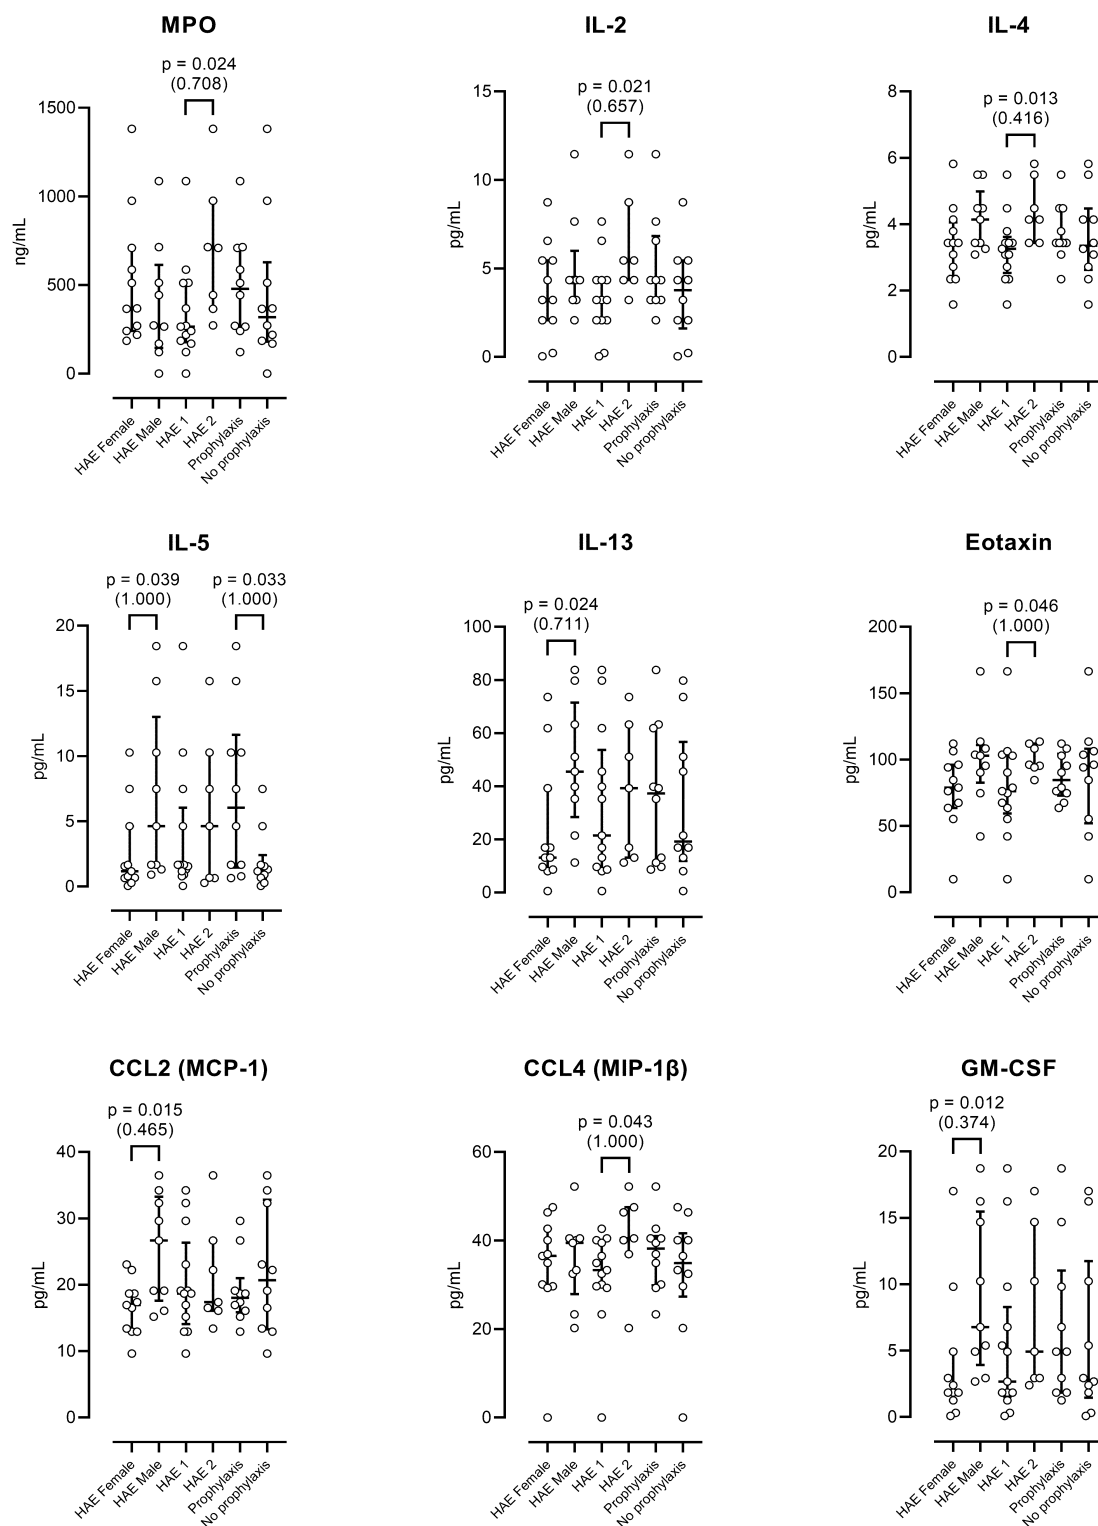 MPO
p = 0.024
(0.708)
1500
1000
500
0
ng/mL
HAE Female
HAE Male
HAE 1
HAE 2
Prophylaxis
No prophylaxis
IL-2
p = 0.021
(0.657)
15
10
5
0
pg/mL
HAE Female
HAE Male
HAE 1
HAE 2
Prophylaxis
No prophylaxis
IL-4
p = 0.013
(0.416)
8
6
4
2
0
pg/mL
HAE Female
HAE Male
HAE 1
HAE 2
Prophylaxis
No prophylaxis
IL-5
p = 0.039
(1.000)
p = 0.033
(1.000)
20
15
10
5
0
pg/mL
HAE Female
HAE Male
HAE 1
HAE 2
Prophylaxis
No prophylaxis
IL-13
p = 0.024
(0.711)
100
80
60
40
20
0
pg/mL
HAE Female
HAE Male
HAE 1
HAE 2
Prophylaxis
No prophylaxis
Eotaxin
p = 0.046
(1.000)
200
150
100
50
0
pg/mL
HAE Female
HAE Male
HAE 1
HAE 2
Prophylaxis
No prophylaxis
CCL2 (MCP-1)
p = 0.015
(0.465)
40
30
20
10
0
pg/mL
HAE Female
HAE Male
HAE 1
HAE 2
Prophylaxis
No prophylaxis
CCL4 (MIP-1β)
p = 0.043
(1.000)
60
40
20
0
pg/mL
HAE Female
HAE Male
HAE 1
HAE 2
Prophylaxis
No prophylaxis
GM-CSF
p = 0.012
(0.374)
20
15
10
5
0
pg/mL
HAE Female
HAE Male
HAE 1
HAE 2
Prophylaxis
No prophylaxis